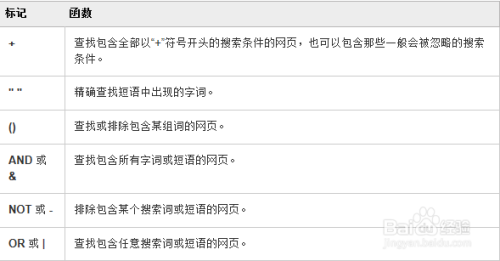 标记 函数
+ 查找包含全部以“+”符号开头的搜索条件的网页，也可以包含那些一般会被忽略的搜索
条件。
" " 精确查找短语中出现的字词。
() 查找或排除包含某组词的网页。
AND 或 查找包含所有字词或短语的网页。
&
NOT 或 - 排除包含某个搜索词或短语的网页。
OR 或 | 查找包含任意搜索词或短语的网页。
Baidu 经验
jingyan.baidu.com